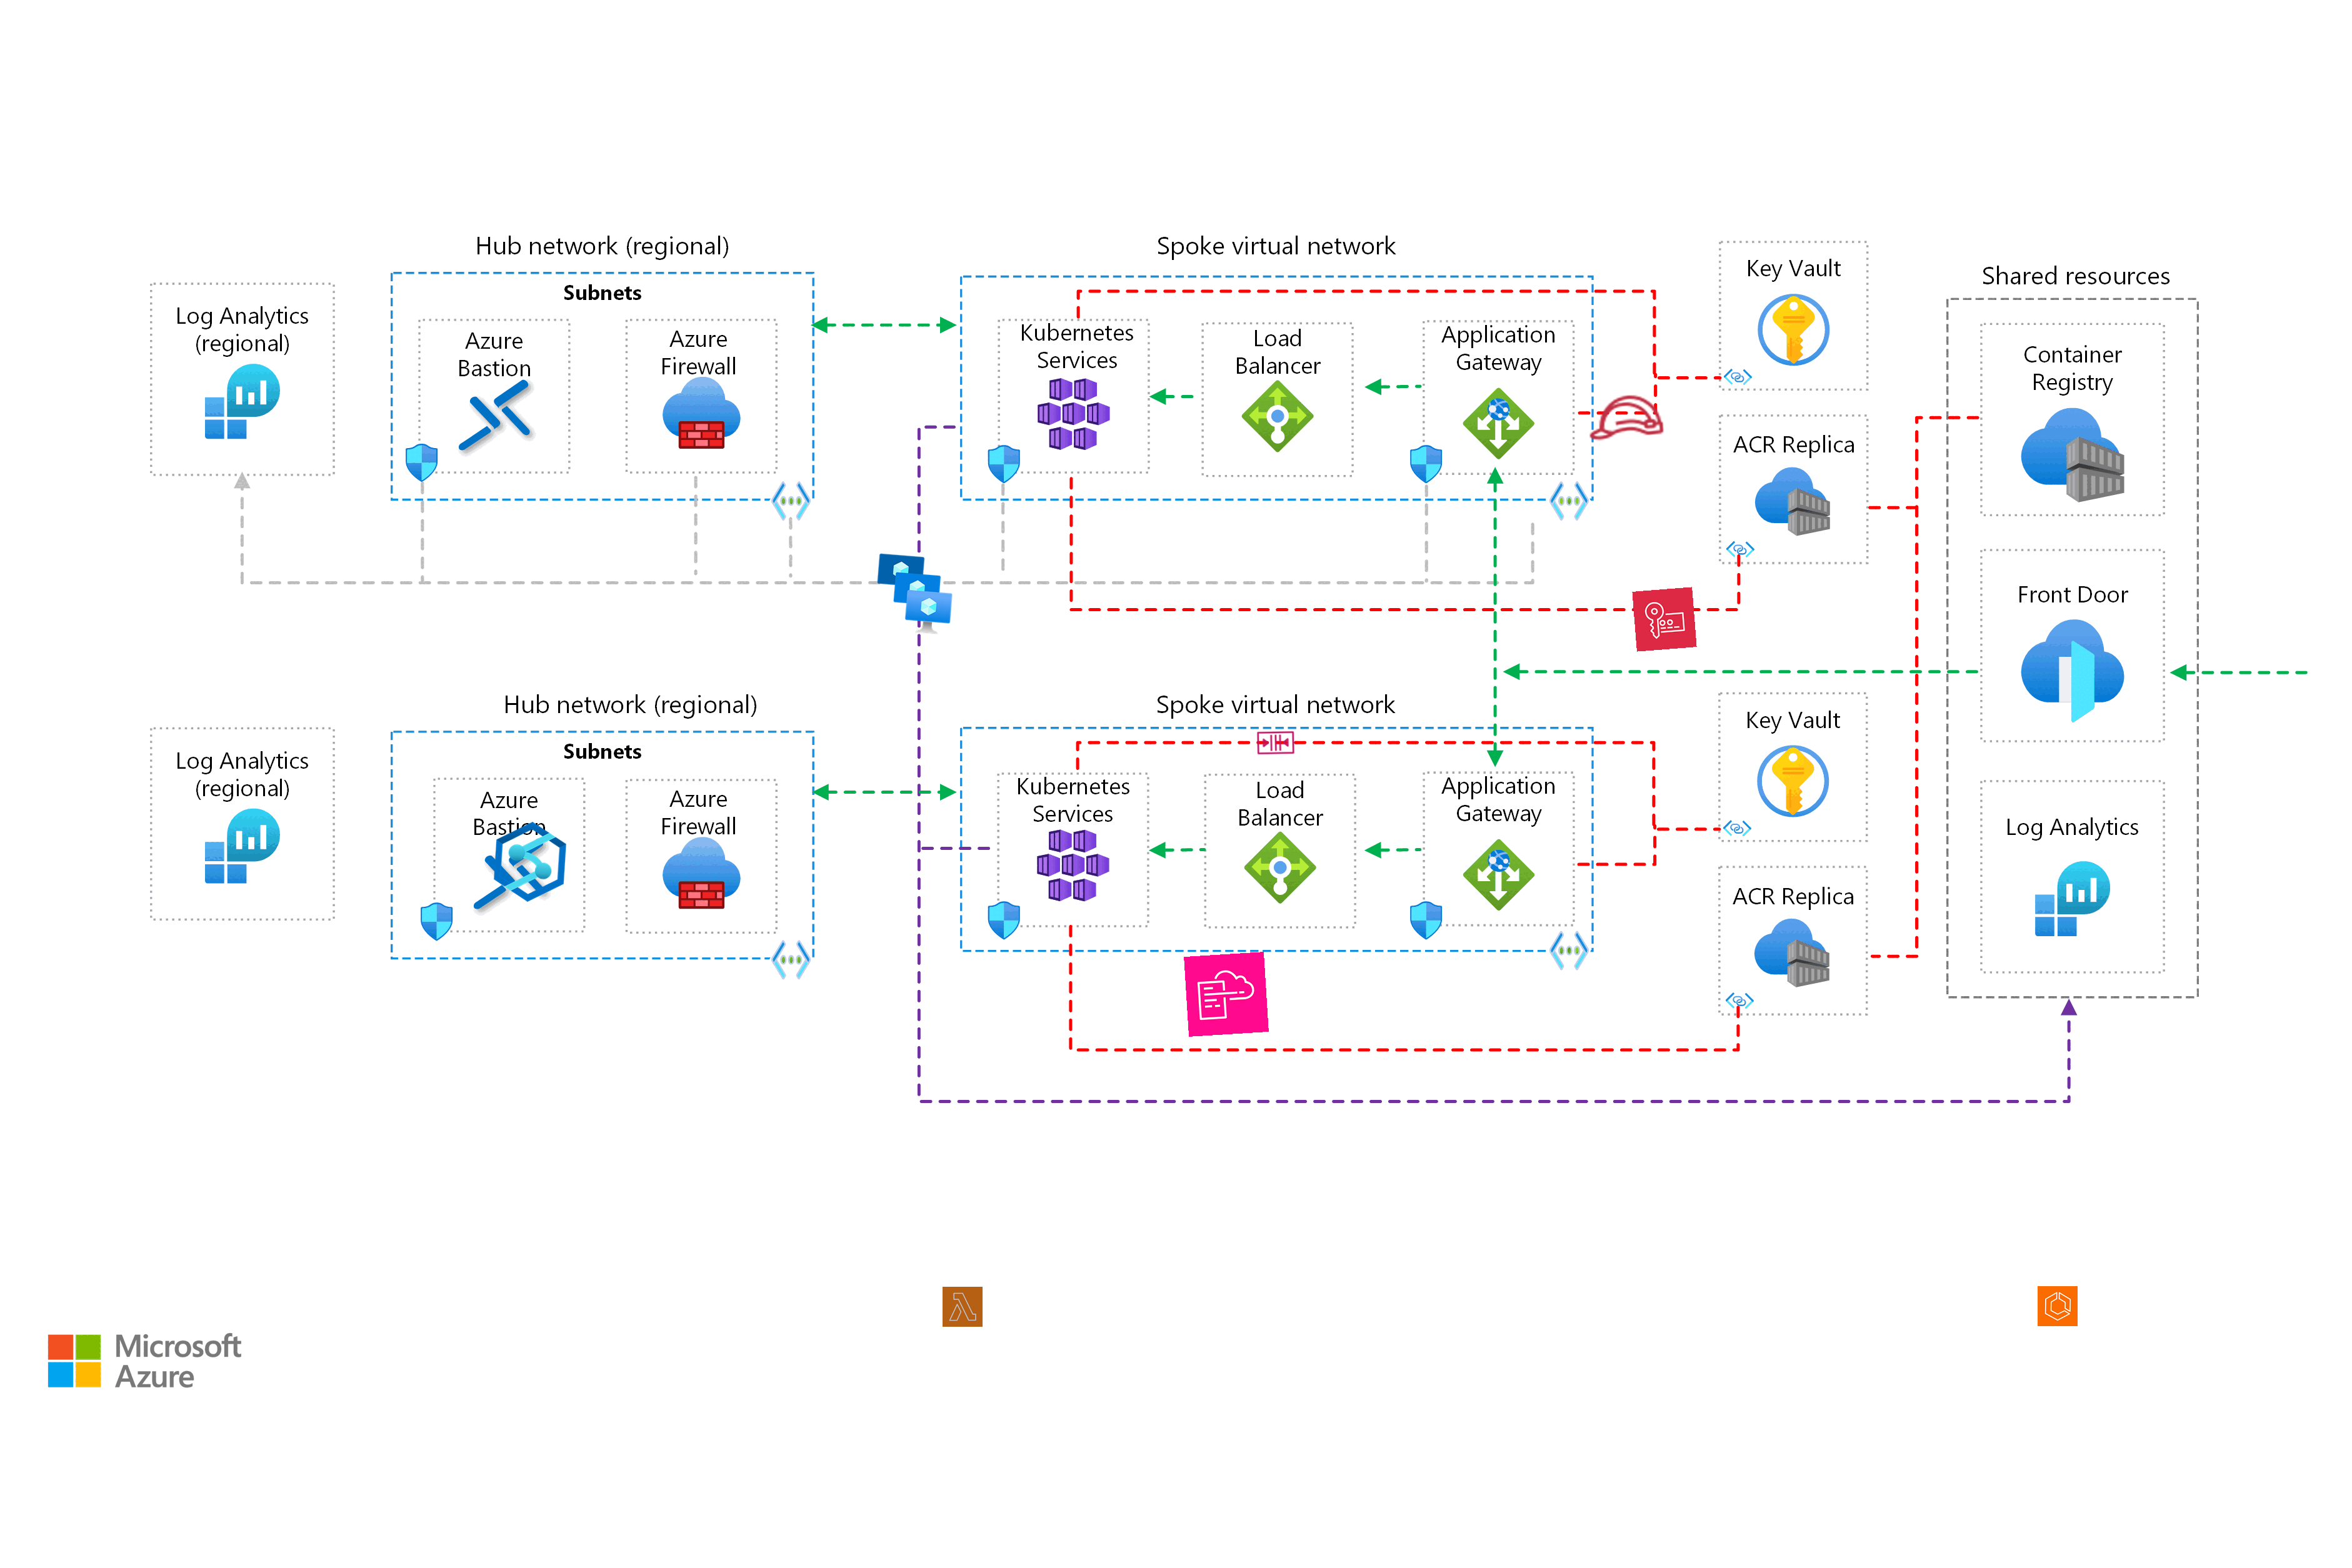 Hub network (regional)
Spoke virtual network
Key Vault
Shared resources
Log Analytics
(regional)
Subnets
Azure
Bastion
Azure
Firewall
Kubernetes
Services
Load
Balancer
Application
Gateway
Container
Registry
ACR Replica
Front Door
Hub network (regional)
Spoke virtual network
Key Vault
Log Analytics
(regional)
Subnets
Azure
Bastion
Azure
Firewall
Kubernetes
Services
Load
Balancer
Application
Gateway
Log Analytics
ACR Replica
Microsoft
Azure